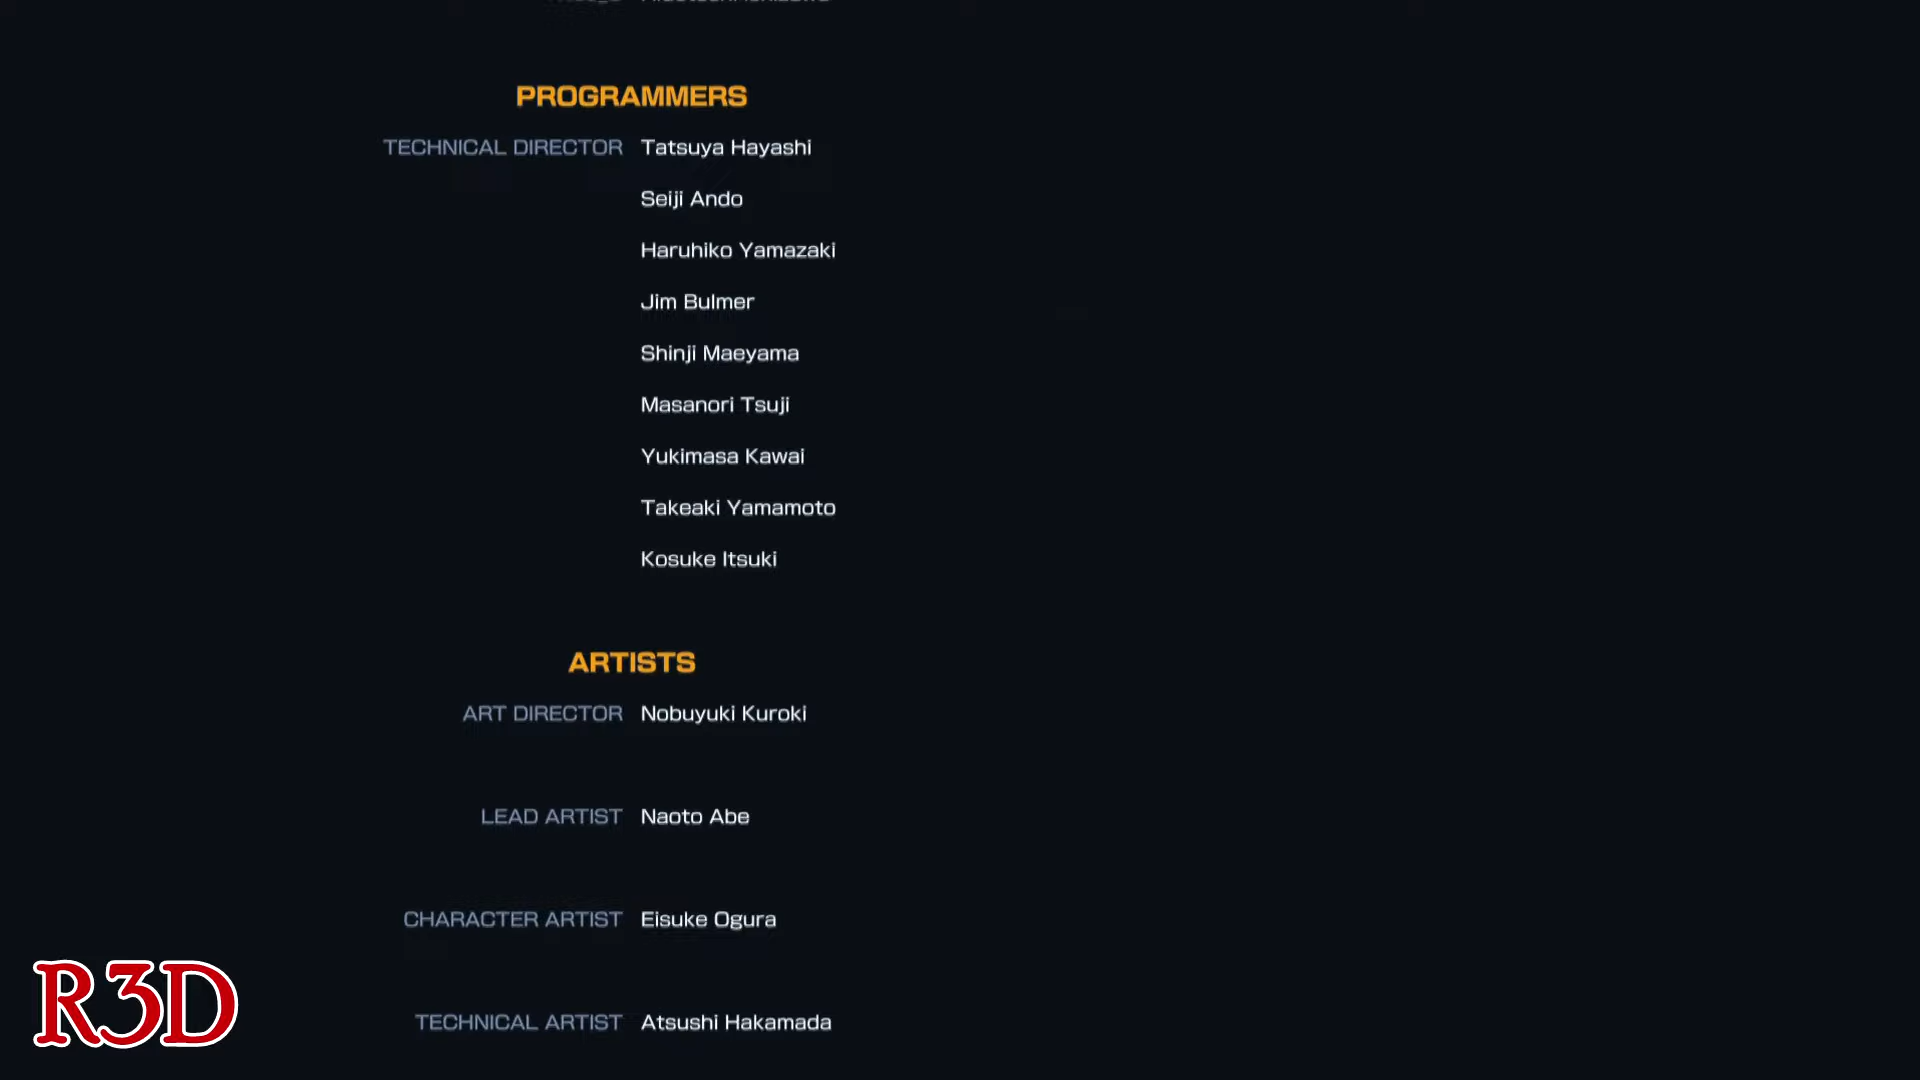 PROGRAMMERS
TECHNICAL DIRECTOR Tatsuya Hayashi
Seiji Ando
Haruhiko Yamazaki
Jim Bulmer
Shinji Maeyama
Masanori Tsuji
Yukimasa Kawai
Takeaki Yamamoto
Kosuke Itsuki
ARTISTS
ART DIRECTOR Nobuyuki Kuroki
LEAD ARTIST Naoto Abe
CHARACTER ARTIST Eisuke Ogura
TECHNICAL ARTIST Atsushi Hakamada
R3D